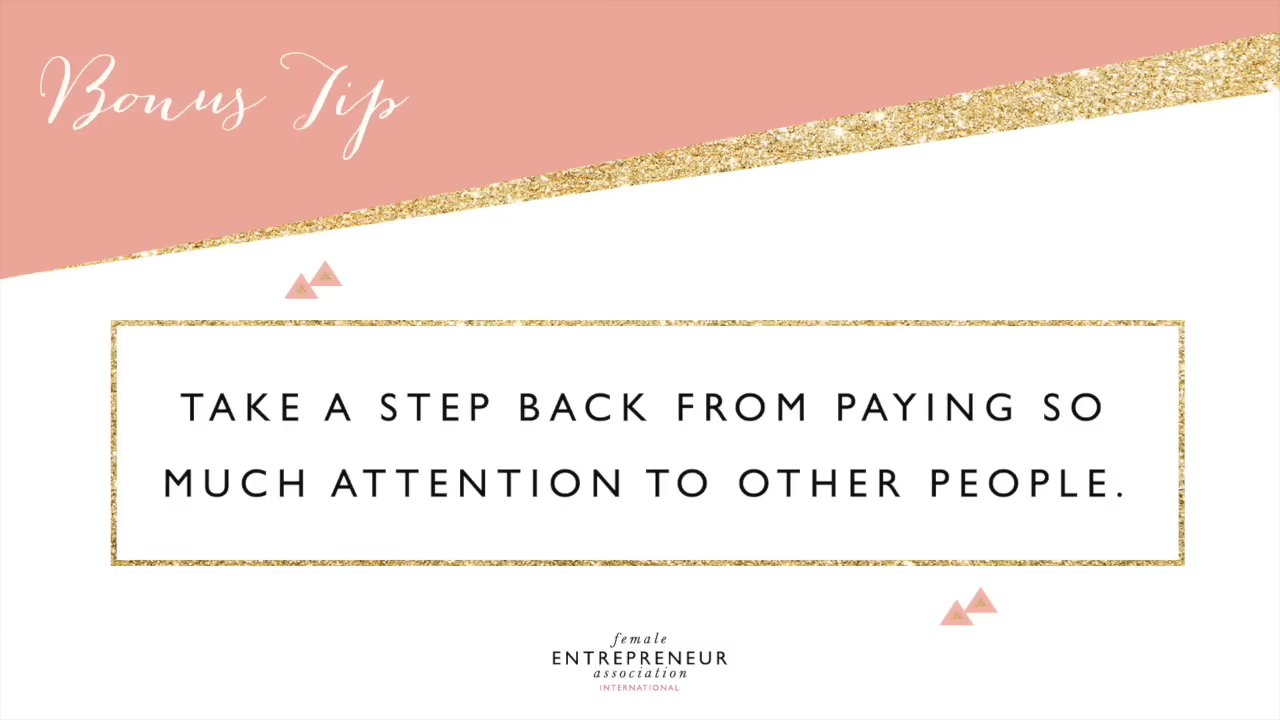 Bonus Tip
TAKE A STEP BACK FROM PAYING SO
MUCH ATTENTION TO OTHER PEOPLE.
female
ENTREPRENEUR
association
INTERNATIONAL